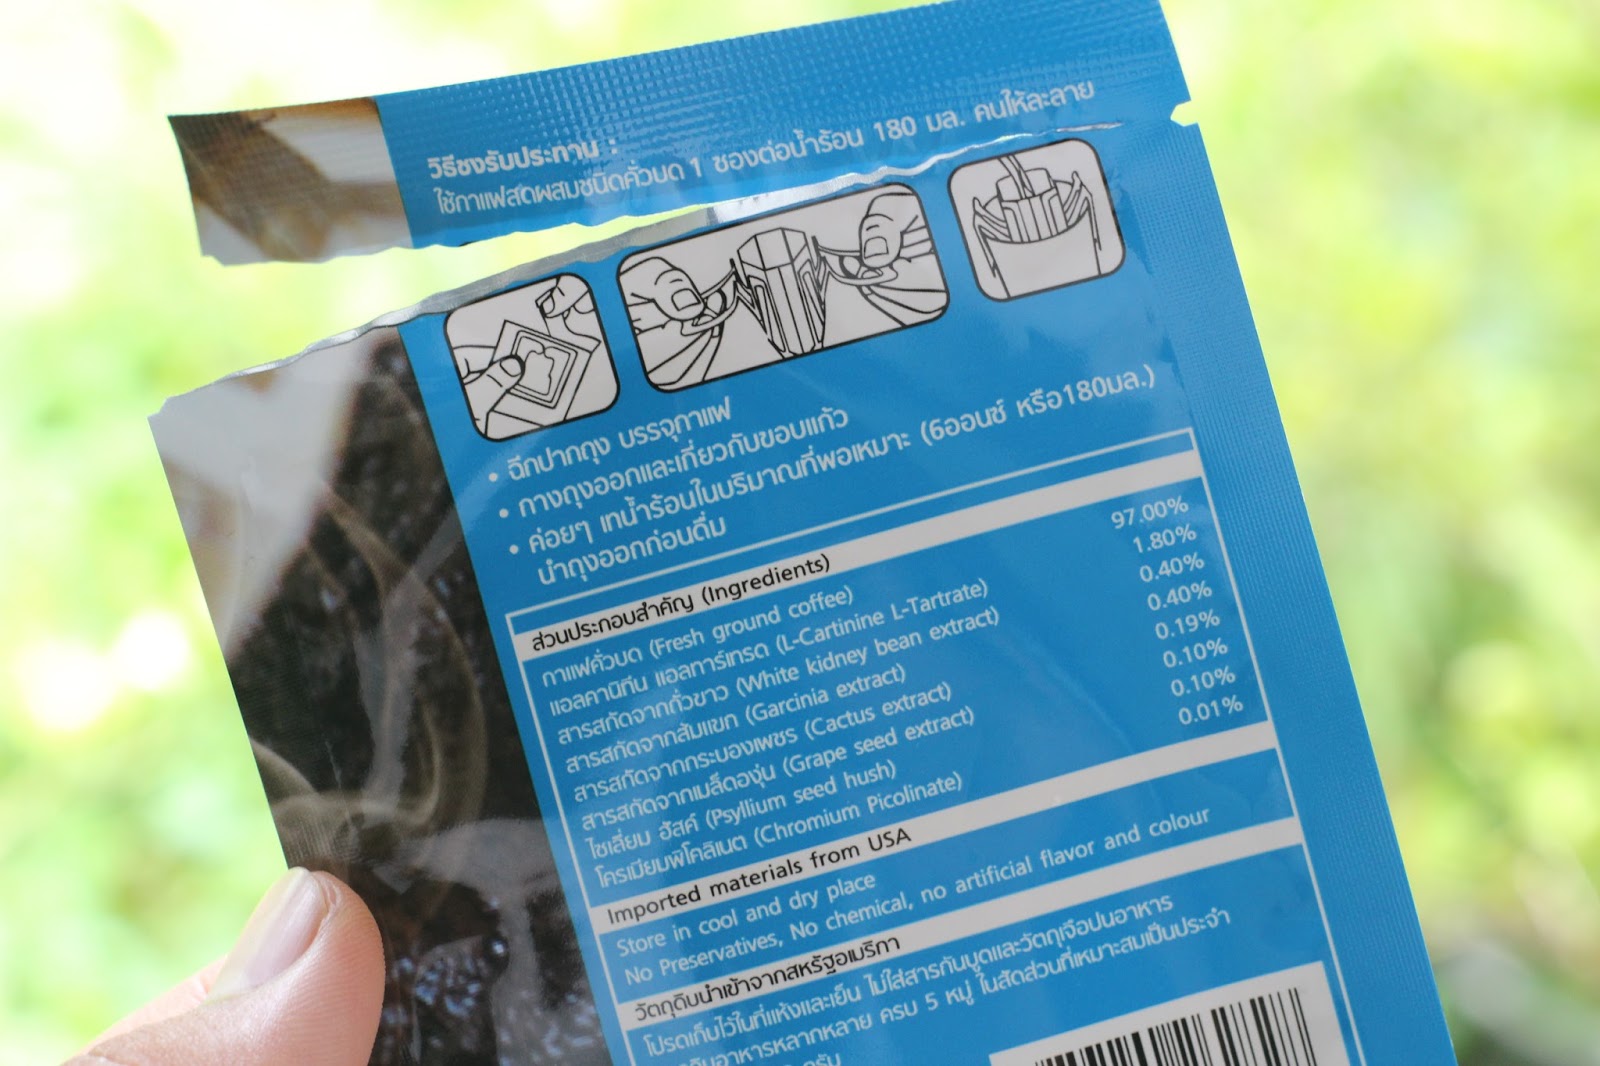 วิธีชงรับประทาน :
ใช้กาแฟสดผสมชนิดคั่วบด 1 ซองต่อน้ำร้อน 180 มล. คนให้ละลาย
• ฉีกปากถุง บรรจุกาแฟ
• กางถุงออกและเกี่ยวกับขอบแก้ว
• ค่อยๆ เทน้ำร้อนในบริมาณที่พอเหมาะ (6ออนซ์ หรือ180มล.)
นำถุงออกก่อนดื่ม
ส่วนประกอบสำคัญ (Ingredients)
กาแฟคั่วบด (Fresh ground coffee) 97.00%
แอลคานิทีน แอลทาร์เทรด (L-Cartinine L-Tartrate) 1.80%
สารสกัดจากถั่วขาว (White kidney bean extract) 0.40%
สารสกัดจากส้มแขก (Garcinia extract) 0.40%
สารสกัดจากกระบองเพชร (Cactus extract) 0.19%
สารสกัดจากเมล็ดองุ่น (Grape seed extract) 0.10%
ไซเลี่ยม ฮัสค์ (Psyllium seed hush) 0.10%
โครเมียมพิโคลิเนต (Chromium Picolinate) 0.01%
Imported materials from USA
Store in cool and dry place
No Preservatives, No chemical, no artificial flavor and colour
วัตถุดิบนำเข้าจากสหรัฐอเมริกา
โปรดเก็บไว้ในที่แห้งและเย็น ไม่ใส่สารกันบูดและวัตถุเจือปนอาหาร
อาหารหลากหลาย ครบ 5 หมู่ ในสัดส่วนที่เหมาะสมเป็นประจำ
กรัม